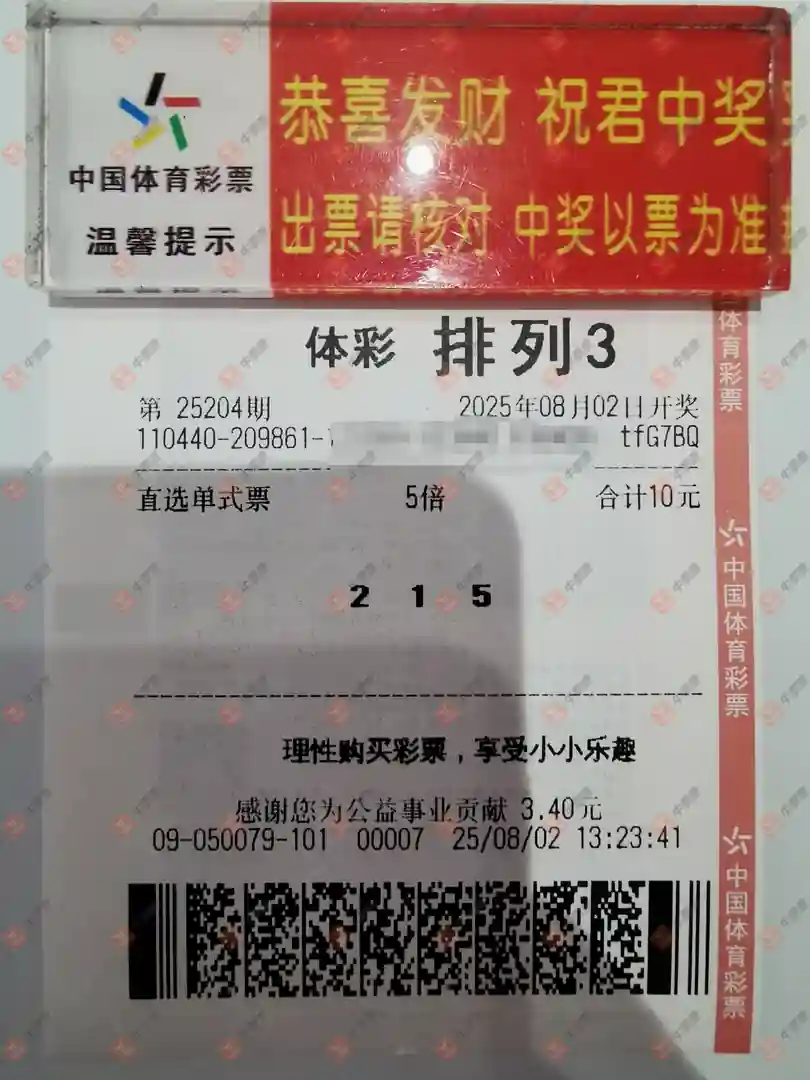 中国体育彩票
温馨提示
恭喜发财 祝君中奖
出票请核对 中奖以票为准
体彩 排列3
第 25204期 2025年08月02日开奖
110440-209861- tfG7BQ
直选单式票 5倍 合计10元
2 1 5
理性购买彩票，享受小小乐趣
感谢您为公益事业贡献 3.40元
09-050079-101 00007 25/08/02 13:23:41
体育彩票
中国体育彩票
中国体育彩票